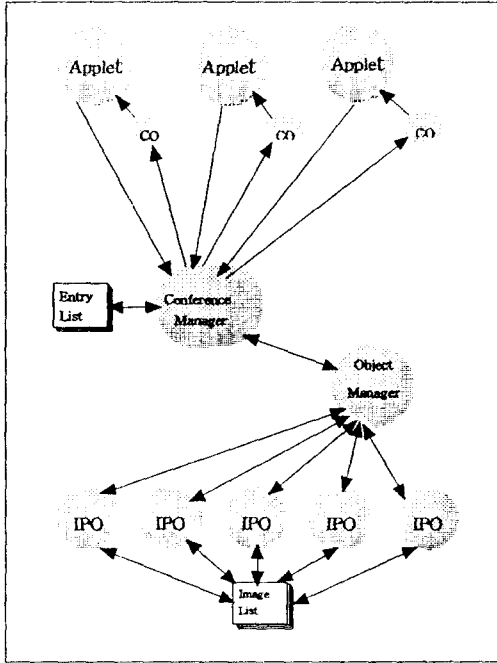 Applet Applet Applet
CO CO CO
Entry
List
Conference
Manager
Object
Manager
IPO IPO IPO IPO IPO
Image
List